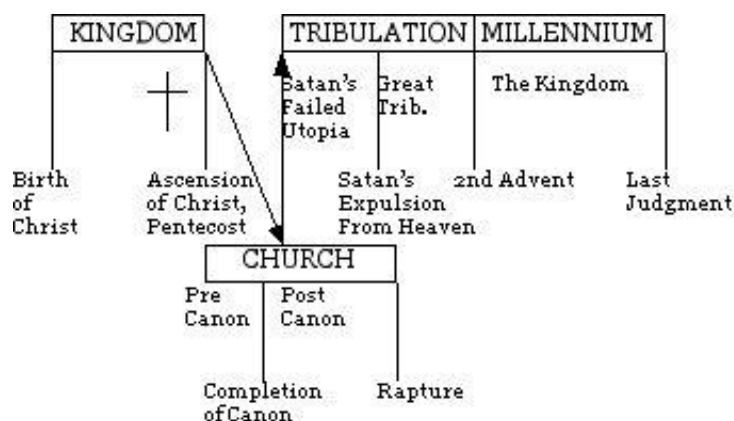 KINGDOM
TRIBULATION
MILLENNIUM
Satan's
Failed
Utopia
Great
Trib.
The Kingdom
Birth
of
Christ
Ascension
of Christ,
Pentecost
Satan's
Expulsion
From Heaven
2nd Advent
Last
Judgment
CHURCH
Pre
Canon
Post
Canon
Completion
of Canon
Rapture